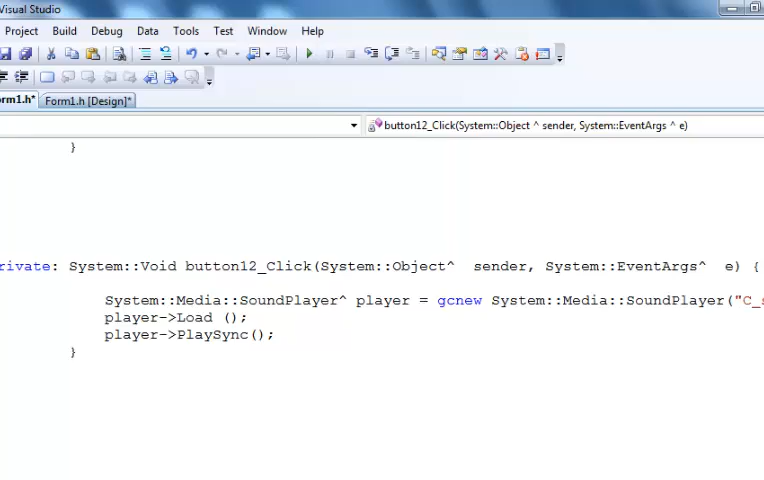 Visual Studio
Project Build Debug Data Tools Test Window Help
Form1.h [Design]*
button12_Click(System::Object ^ sender, System::EventArgs ^ e)
}
System::Void button12_Click(System::Object^ sender, System::EventArgs^ e) {
System::Media::SoundPlayer^ player = gcnew System::Media::SoundPlayer("C_
player->Load ();
player->PlaySync();
}